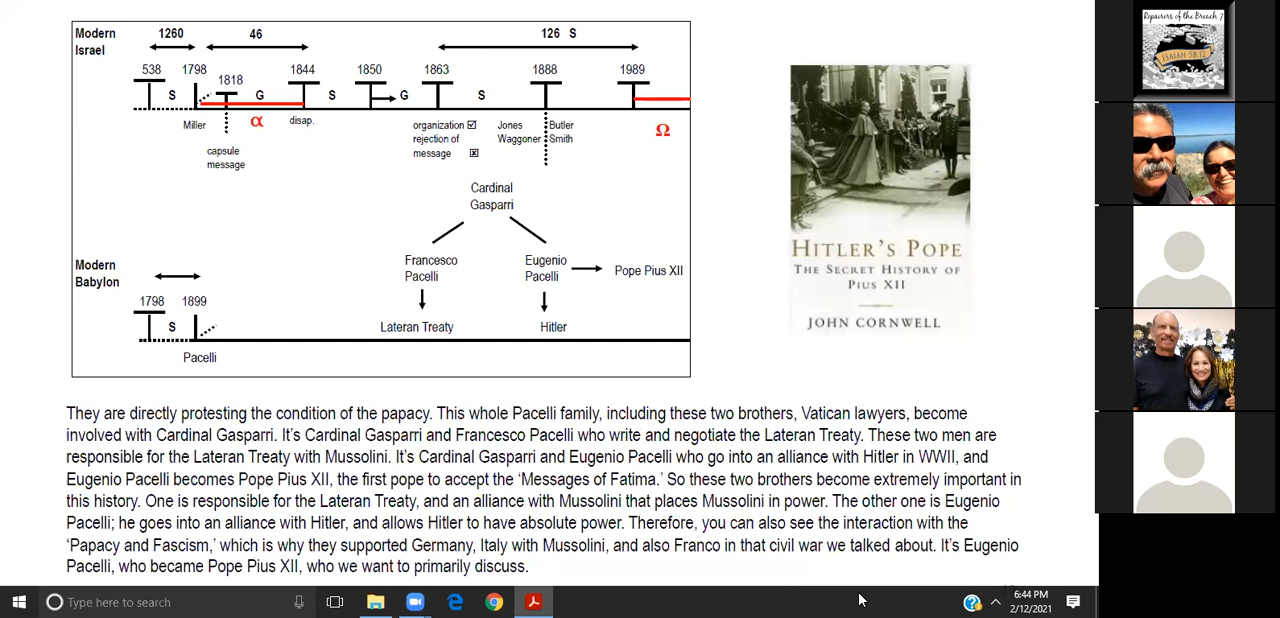 Modern Israel
1260 46 126 S
538 1798 1818 1844 1850 1863 1888 1989
S G S G S
α Ω
Miller
capsule message
disap.
organization ☑
rejection of message ☒
Jones Waggoner
Butler Smith
Cardinal Gasparri
Francesco Pacelli
Eugenio Pacelli
Pope Pius XII
Lateran Treaty
Hitler
Modern Babylon
1798 1899
S
Pacelli
HITLER'S POPE
THE SECRET HISTORY OF
PIUS XII
JOHN CORNWELL
They are directly protesting the condition of the papacy. This whole Pacelli family, including these two brothers, Vatican lawyers, become
involved with Cardinal Gasparri. It's Cardinal Gasparri and Francesco Pacelli who write and negotiate the Lateran Treaty. These two men are
responsible for the Lateran Treaty with Mussolini. It's Cardinal Gasparri and Eugenio Pacelli who go into an alliance with Hitler in WWII, and
Eugenio Pacelli becomes Pope Pius XII, the first pope to accept the 'Messages of Fatima.' So these two brothers become extremely important in
this history. One is responsible for the Lateran Treaty, and an alliance with Mussolini that places Mussolini in power. The other one is Eugenio
Pacelli; he goes into an alliance with Hitler, and allows Hitler to have absolute power. Therefore, you can also see the interaction with the
'Papacy and Fascism,' which is why they supported Germany, Italy with Mussolini, and also Franco in that civil war we talked about. It's Eugenio
Pacelli, who became Pope Pius XII, who we want to primarily discuss.
Repairers of the Breach 7
ISAIAH 58:12
Type here to search
6:44 PM
2/12/2021